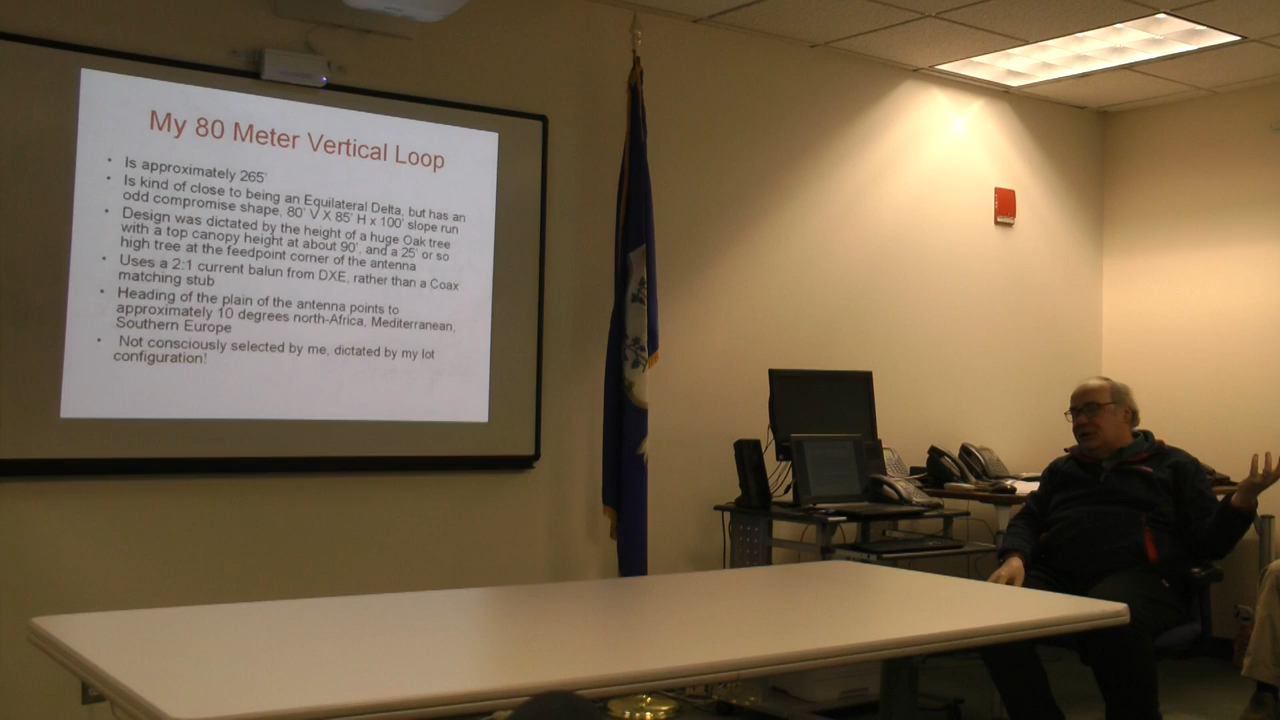 My 80 Meter Vertical Loop
• Is approximately 265'
• Is kind of close to being an Equilateral Delta, but has an
odd compromise shape, 80' V X 85' H x 100' slope run
• Design was dictated by the height of a huge Oak tree
with a top canopy height at about 90', and a 25' or so
high tree at the feedpoint corner of the antenna
• Uses a 2:1 current balun from DXE, rather than a Coax
matching stub
• Heading of the plain of the antenna points to
approximately 10 degrees north-Africa, Mediterranean,
Southern Europe
• Not consciously selected by me, dictated by my lot
configuration!